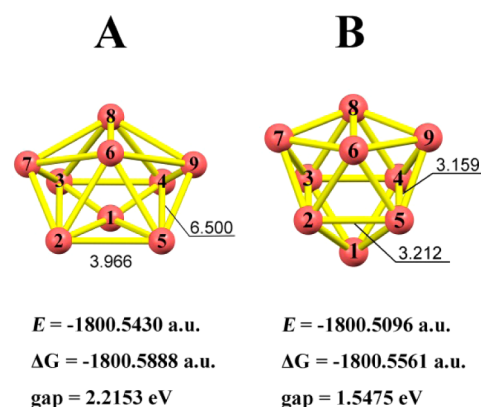 A B
8 8
7 6 9 7 6 9
3 4 3 4 3.159
1 6.500 2 5
2 5 1 3.212
3.966
E = -1800.5430 a.u. E = -1800.5096 a.u.
ΔG = -1800.5888 a.u. ΔG = -1800.5561 a.u.
gap = 2.2153 eV gap = 1.5475 eV